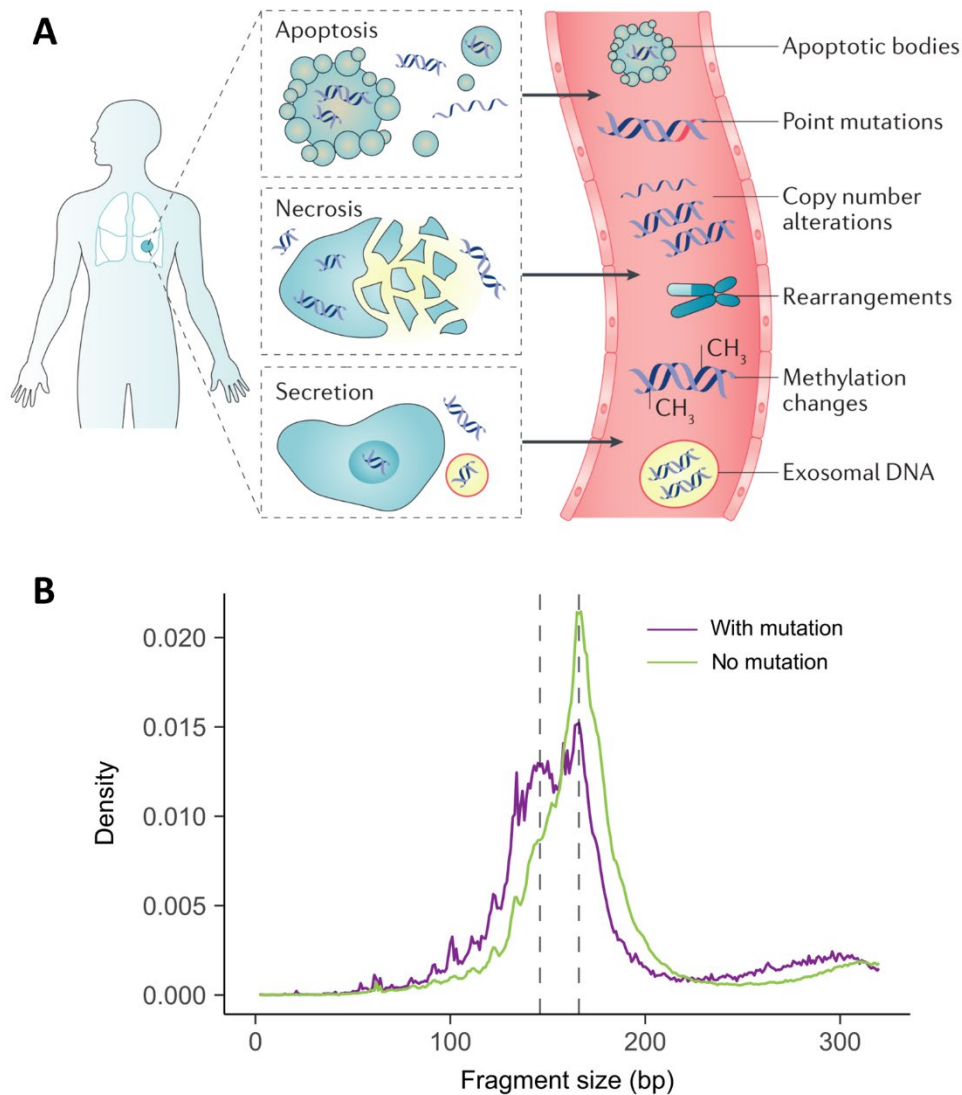 A
Apoptosis
Necrosis
Secretion
Apoptotic bodies
Point mutations
Copy number
alterations
Rearrangements
CH3
CH3
Methylation
changes
Exosomal DNA
B
With mutation
No mutation
Density
0.020
0.015
0.010
0.005
0.000
0
100
200
300
Fragment size (bp)